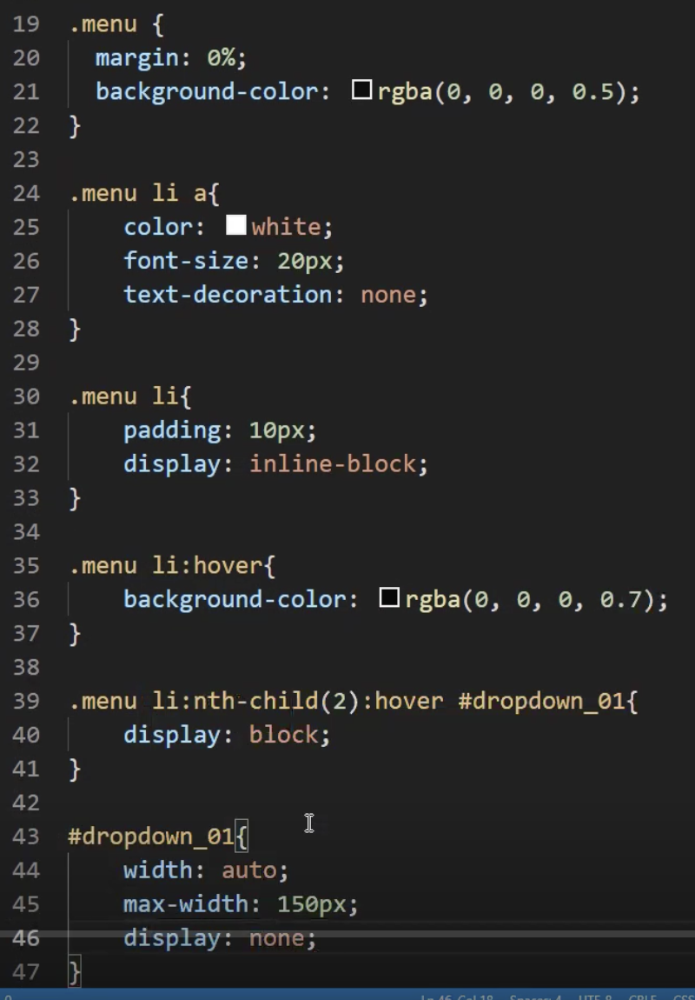 19 .menu {
20 margin: 0%;
21 background-color: rgba(0, 0, 0, 0.5);
22 }
23
24 .menu li a{
25 color: white;
26 font-size: 20px;
27 text-decoration: none;
28 }
29
30 .menu li{
31 padding: 10px;
32 display: inline-block;
33 }
34
35 .menu li:hover{
36 background-color: rgba(0, 0, 0, 0.7);
37 }
38
39 .menu li:nth-child(2):hover #dropdown_01{
40 display: block;
41 }
42
43 #dropdown_01{
44 width: auto;
45 max-width: 150px;
46 display: none;
47 }